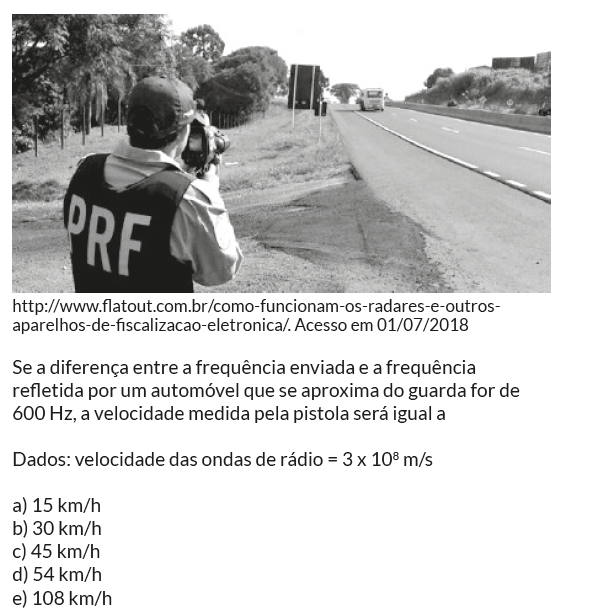 PRF
http://www.flatout.com.br/como-funcionam-os-radares-e-outros-
aparelhos-de-fiscalizacao-eletronica/. Acesso em 01/07/2018
Se a diferença entre a frequência enviada e a frequência
refletida por um automóvel que se aproxima do guarda for de
600 Hz, a velocidade medida pela pistola será igual a
Dados: velocidade das ondas de rádio = 3 x 10⁸ m/s
a) 15 km/h
b) 30 km/h
c) 45 km/h
d) 54 km/h
e) 108 km/h